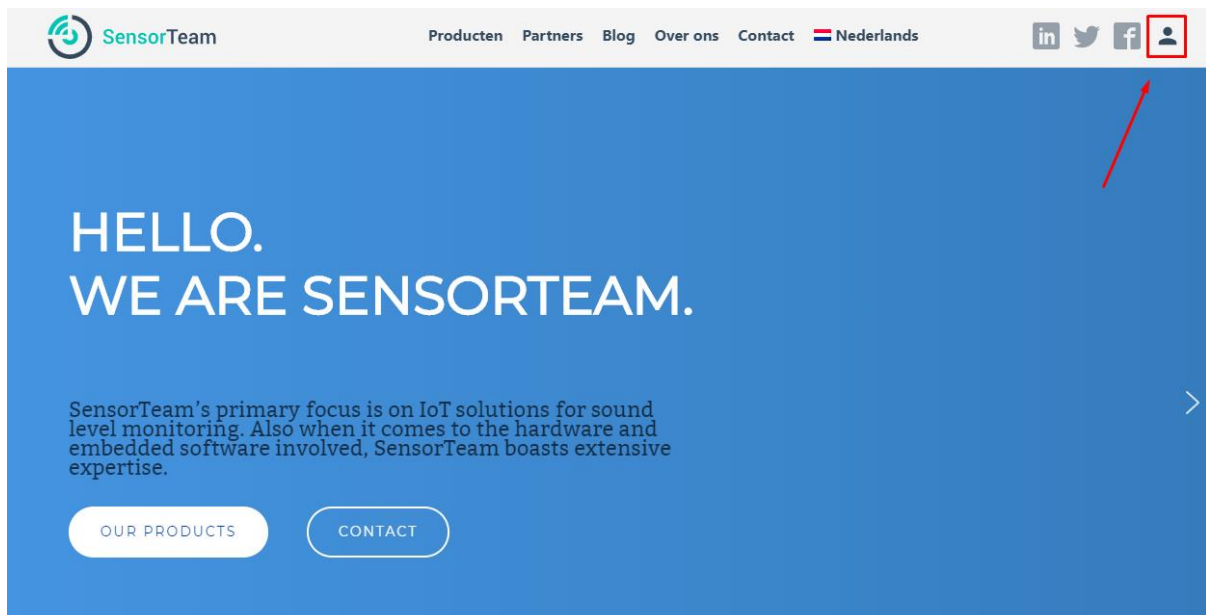 SensorTeam
Producten Partners Blog Over ons Contact Nederlands
in f
HELLO.
WE ARE SENSORTEAM.
SensorTeam's primary focus is on IoT solutions for sound
level monitoring. Also when it comes to the hardware and
embedded software involved, SensorTeam boasts extensive
expertise.
OUR PRODUCTS
CONTACT